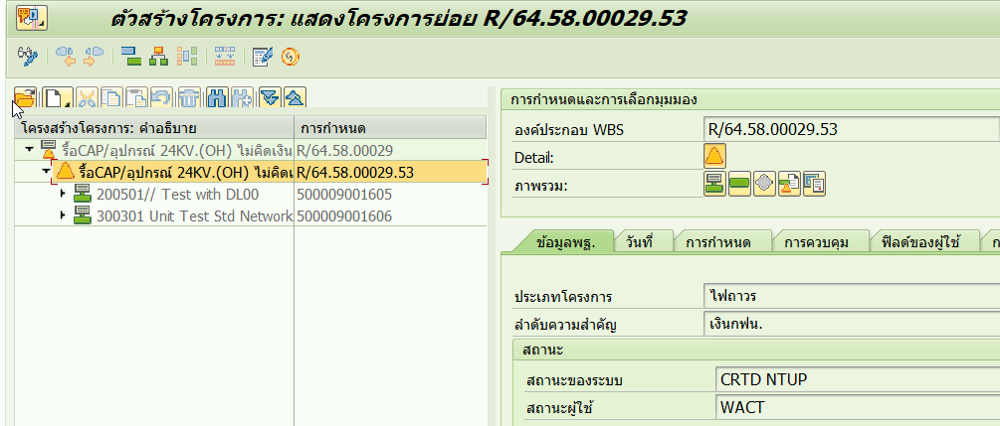 ตัวสร้างโครงการ: แสดงโครงการย่อย R/64.58.00029.53
โครงสร้างโครงการ: คำอธิบาย การกำหนด
รื้อCAP/อุปกรณ์ 24KV.(OH) ไม่คิดเงิน R/64.58.00029
รื้อCAP/อุปกรณ์ 24KV.(OH) ไม่คิดเ R/64.58.00029.53
200501// Test with DL00 500009001605
300301 Unit Test Std Network 500009001606
การกำหนดและการเลือกมุมมอง
องค์ประกอบ WBS R/64.58.00029.53
Detail:
ภาพรวม:
ข้อมูลพฐ. วันที่ การกำหนด การควบคุม ฟิลด์ของผู้ใช้ ก
ประเภทโครงการ ไฟถาวร
ลำดับความสำคัญ เงินกฟน.
สถานะ
สถานะของระบบ CRTD NTUP
สถานะผู้ใช้ WACT